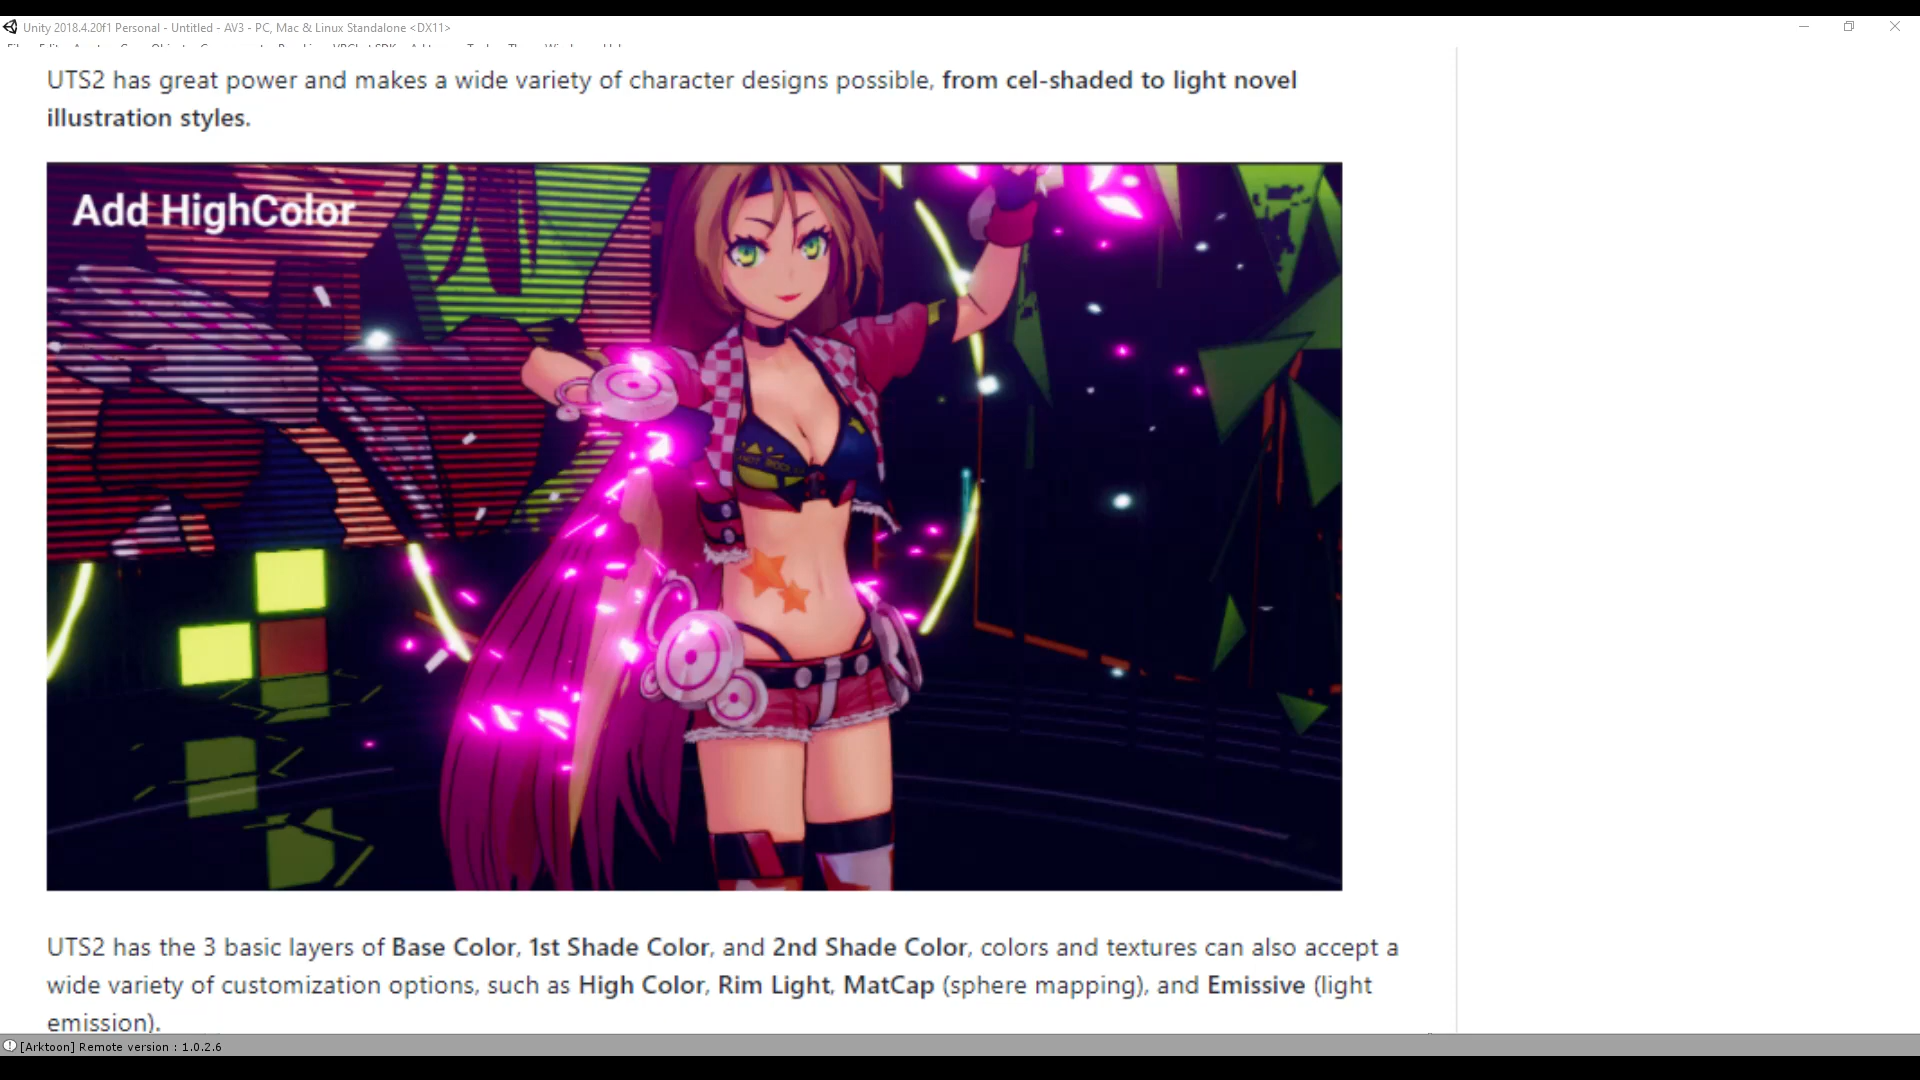 Unity 2018.4.20f1 Personal - Untitled - AV3 - PC, Mac & Linux Standalone <DX11>
UTS2 has great power and makes a wide variety of character designs possible, from cel-shaded to light novel
illustration styles.
Add HighColor
UTS2 has the 3 basic layers of Base Color, 1st Shade Color, and 2nd Shade Color, colors and textures can also accept a
wide variety of customization options, such as High Color, Rim Light, MatCap (sphere mapping), and Emissive (light
emission).
[Arktoon] Remote version : 1.0.2.6